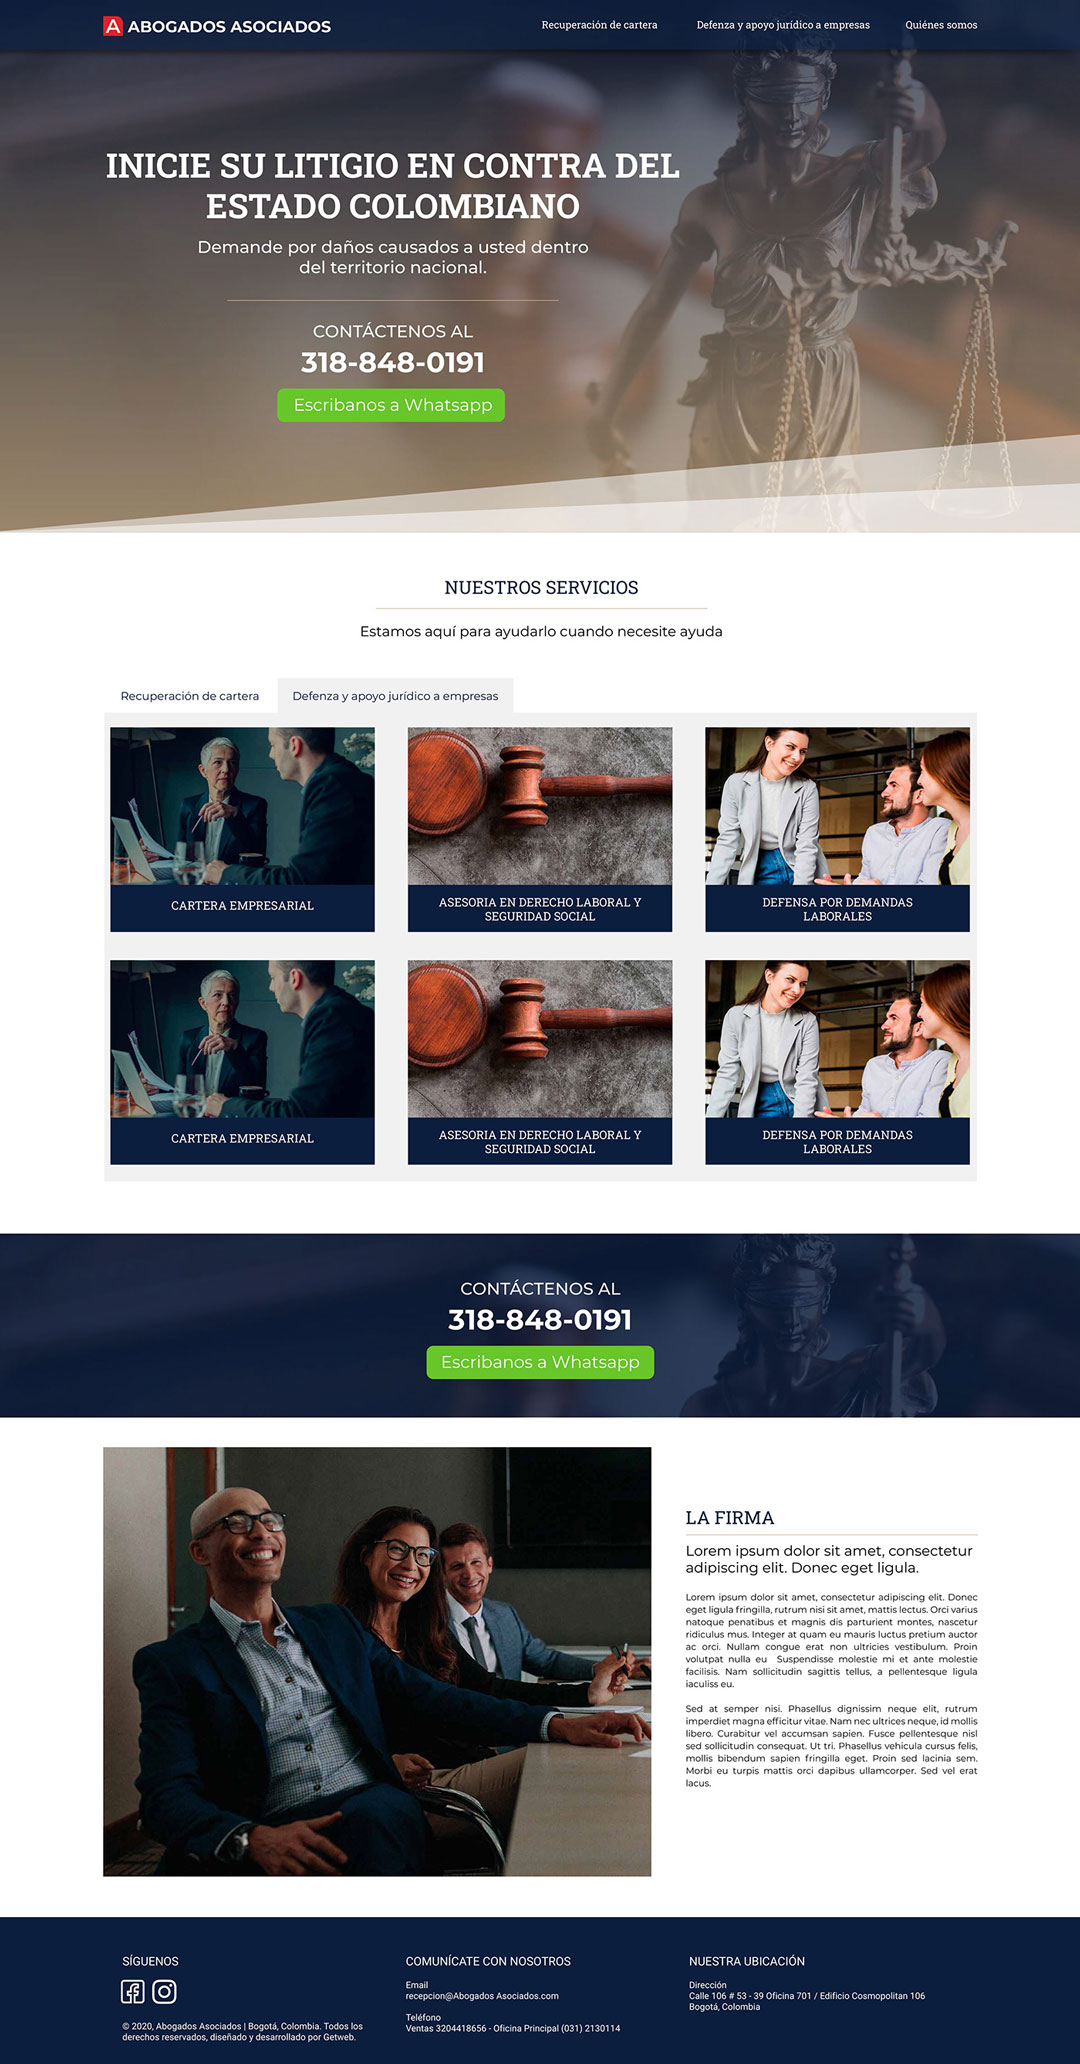 A ABOGADOS ASOCIADOS
Recuperación de cartera
Defenza y apoyo jurídico a empresas
Quiénes somos
INICIE SU LITIGIO EN CONTRA DEL
ESTADO COLOMBIANO
Demande por daños causados a usted dentro
del territorio nacional.
CONTÁCTENOS AL
318-848-0191
Escribanos a Whatsapp
NUESTROS SERVICIOS
Estamos aquí para ayudarlo cuando necesite ayuda
Recuperación de cartera
Defenza y apoyo jurídico a empresas
CARTERA EMPRESARIAL
ASESORIA EN DERECHO LABORAL Y
SEGURIDAD SOCIAL
DEFENSA POR DEMANDAS
LABORALES
CARTERA EMPRESARIAL
ASESORIA EN DERECHO LABORAL Y
SEGURIDAD SOCIAL
DEFENSA POR DEMANDAS
LABORALES
CONTÁCTENOS AL
318-848-0191
Escribanos a Whatsapp
LA FIRMA
Lorem ipsum dolor sit amet, consectetur
adipiscing elit. Donec eget ligula.
Lorem ipsum dolor sit amet, consectetur adipiscing elit. Donec
eget ligula fringilla, rutrum nisi sit amet, mattis lectus. Orci varius
natoque penatibus et magnis dis parturient montes, nascetur
ridiculus mus. Integer at quam eu mauris luctus pretium auctor
ac orci. Nullam congue erat non ultricies vestibulum. Proin
volutpat nulla eu Suspendisse molestie mi et ante molestie
facilisis. Nam sollicitudin sagittis tellus, a pellentesque ligula
iaculiss eu.
Sed at semper nisi. Phasellus dignissim neque elit, rutrum
imperdiet magna efficitur vitae. Nam nec ultrices neque, id mollis
libero. Curabitur vel accumsan sapien. Fusce pellentesque nisl
sed sollicitudin consequat. Ut tri. Phasellus vehicula cursus felis,
mollis bibendum sapien fringilla eget. Proin sed lacinia sem.
Morbi eu turpis mattis orci dapibus ullamcorper. Sed vel erat
lacus.
SÍGUENOS
© 2020, Abogados Asociados | Bogotá, Colombia. Todos los
derechos reservados, diseñado y desarrollado por Getweb.
COMUNÍCATE CON NOSOTROS
Email
recepcion@Abogados Asociados.com
Teléfono
Ventas 3204418656 - Oficina Principal (031) 2130114
NUESTRA UBICACIÓN
Dirección
Calle 106 # 53 - 39 Oficina 701 / Edificio Cosmopolitan 106
Bogotá, Colombia